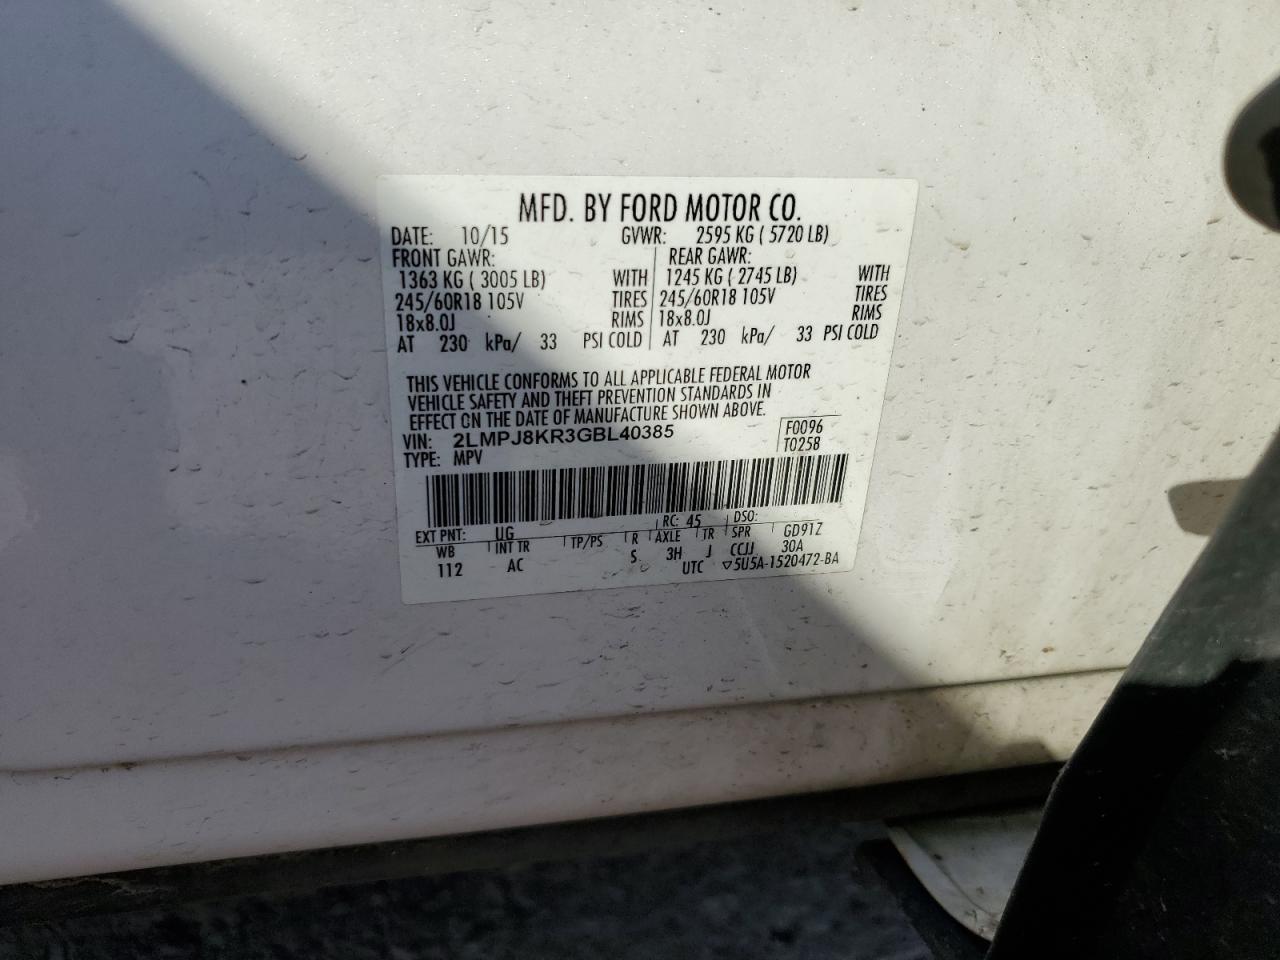 MFD. BY FORD MOTOR CO.
DATE: 10/15 GVWR: 2595 KG ( 5720 LB)
FRONT GAWR: REAR GAWR:
1363 KG ( 3005 LB) WITH 1245 KG ( 2745 LB) WITH
245/60R18 105V TIRES 245/60R18 105V TIRES
18x8.0J RIMS 18x8.0J RIMS
AT 230 kPa/ 33 PSI COLD AT 230 kPa/ 33 PSI COLD
THIS VEHICLE CONFORMS TO ALL APPLICABLE FEDERAL MOTOR
VEHICLE SAFETY AND THEFT PREVENTION STANDARDS IN
EFFECT ON THE DATE OF MANUFACTURE SHOWN ABOVE.
VIN: 2LMPJ8KR3GBL40385 F0096
TYPE: MPV T0258
EXT PNT: UG RC: 45 DSO:
WB INT TR TP/PS R AXLE TR SPR GD91Z
112 AC S 3H J CCJJ 30A
UTC ▽5U5A-1520472-BA